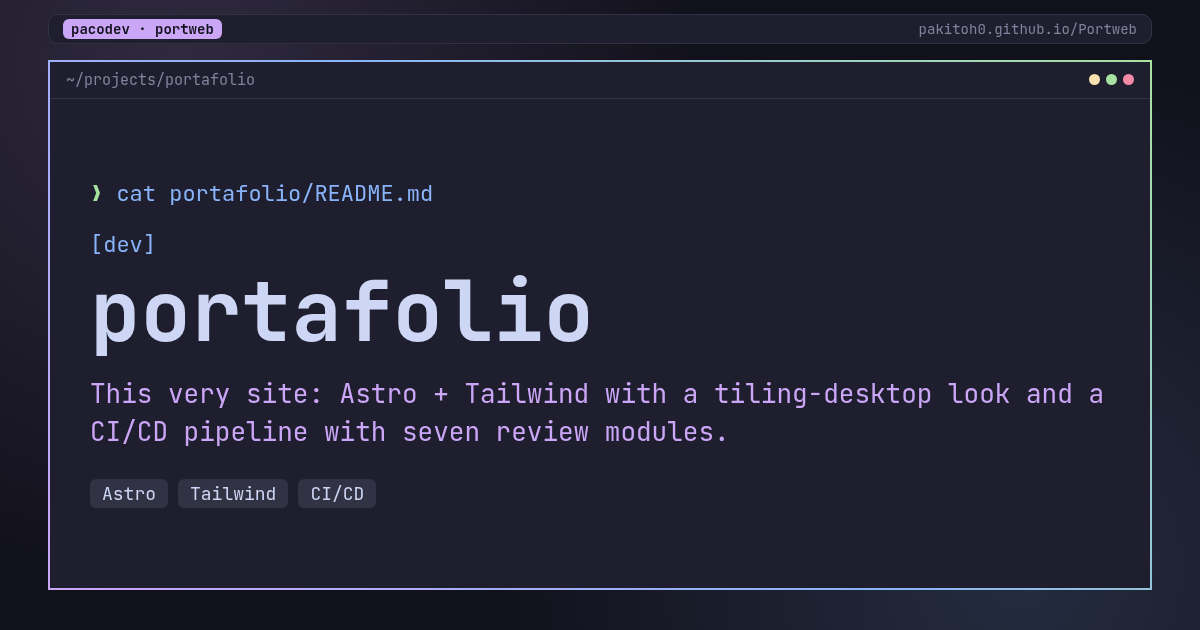 pacodev · portweb
pakitoh0.github.io/Portweb
~/projects/portafolio
❯ cat portafolio/README.md
[dev]
portafolio
This very site: Astro + Tailwind with a tiling-desktop look and a
CI/CD pipeline with seven review modules.
Astro Tailwind CI/CD